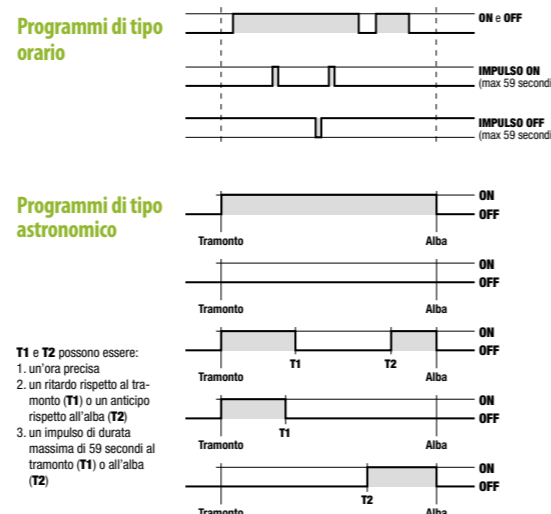 Programmi di tipo
orario
ON e OFF
IMPULSO ON
(max 59 secondi
IMPULSO OFF
(max 59 secondi
Programmi di tipo
astronomico
ON
OFF
Tramonto Alba
ON
OFF
Tramonto Alba
T1 e T2 possono essere:
1. un'ora precisa
2. un ritardo rispetto al tra-
monto (T1) o un anticipo
rispetto all'alba (T2)
3. un impulso di durata
massima di 59 secondi al
tramonto (T1) o all'alba
(T2)
ON
OFF
T1 T2
Tramonto Alba
ON
OFF
T1
Tramonto Alba
ON
OFF
T2
Tramonto Alba